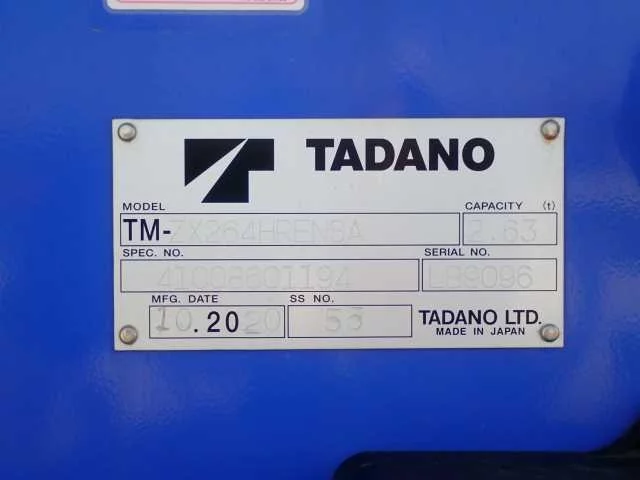 TADANO
MODEL
CAPACITY (t)
TM-ZX264HRENSA
2.63
SPEC. NO.
SERIAL NO.
41008601194
LB9096
MFG. DATE
SS NO.
10.2020
53
TADANO LTD.
MADE IN JAPAN